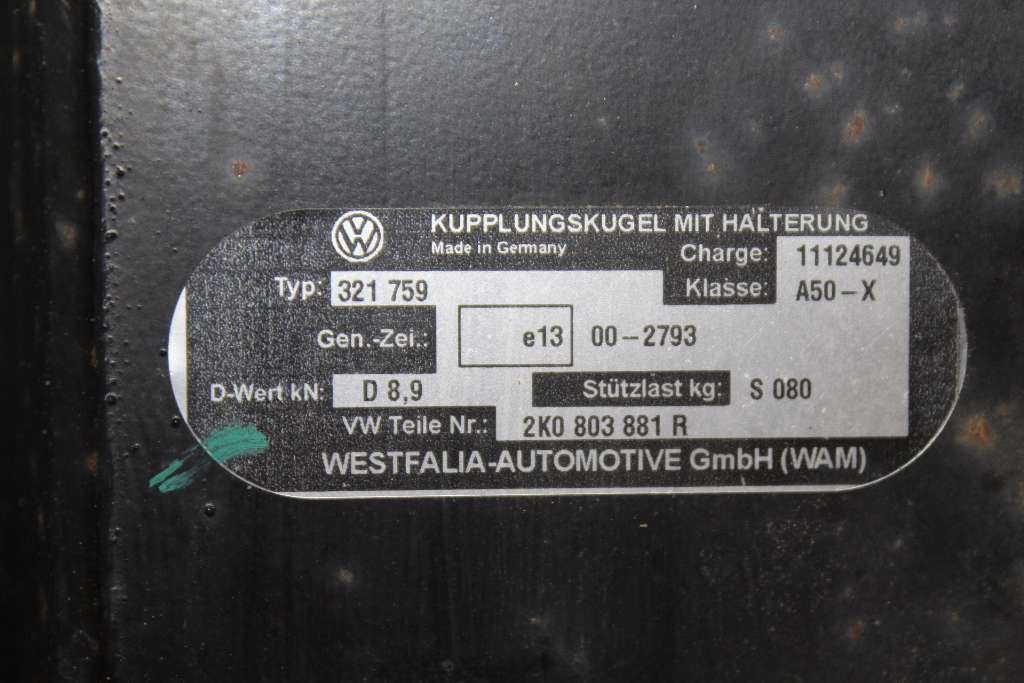 KUPPLUNGSKUGEL MIT HALTERUNG
Made in Germany
Charge: 11124649
Typ: 321 759 Klasse: A50-X
Gen.-Zei.: e13 00-2793
D-Wert kN: D 8,9 Stützlast kg: S 080
VW Teile Nr.: 2K0 803 881 R
WESTFALIA-AUTOMOTIVE GmbH (WAM)